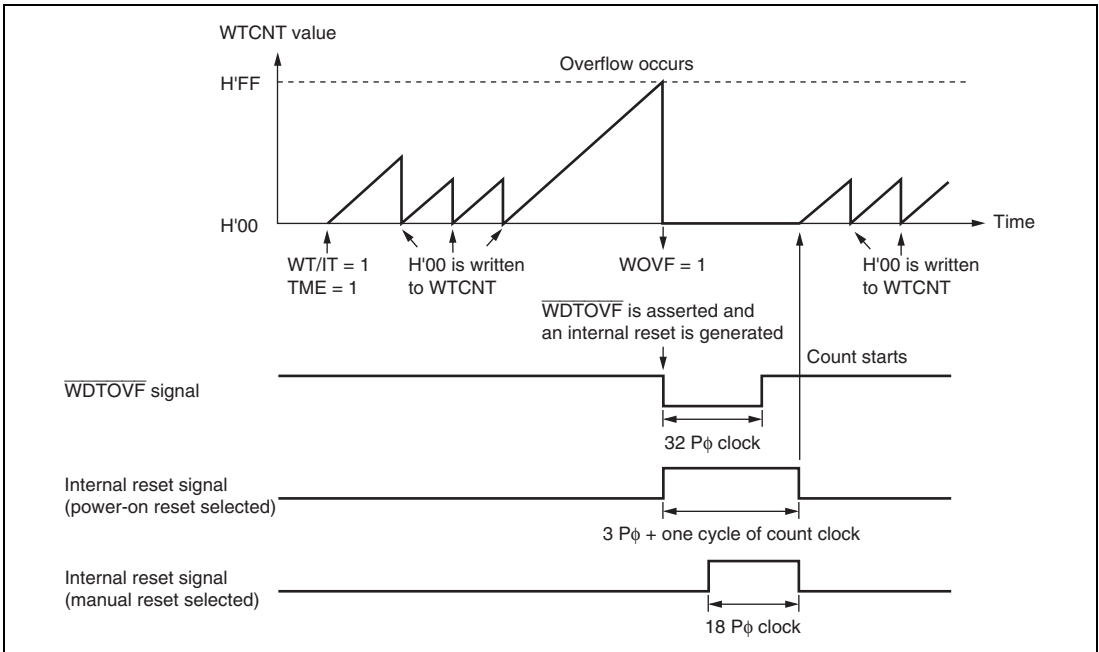 WTCNT value
Overflow occurs
H'FF
H'00
Time
WT/IT = 1
TME = 1
H'00 is written
to WTCNT
WOVF = 1
H'00 is written
to WTCNT
WDTOVF is asserted and
an internal reset is generated
Count starts
WDTOVF signal
32 Pϕ clock
Internal reset signal
(power-on reset selected)
3 Pϕ + one cycle of count clock
Internal reset signal
(manual reset selected)
18 Pϕ clock